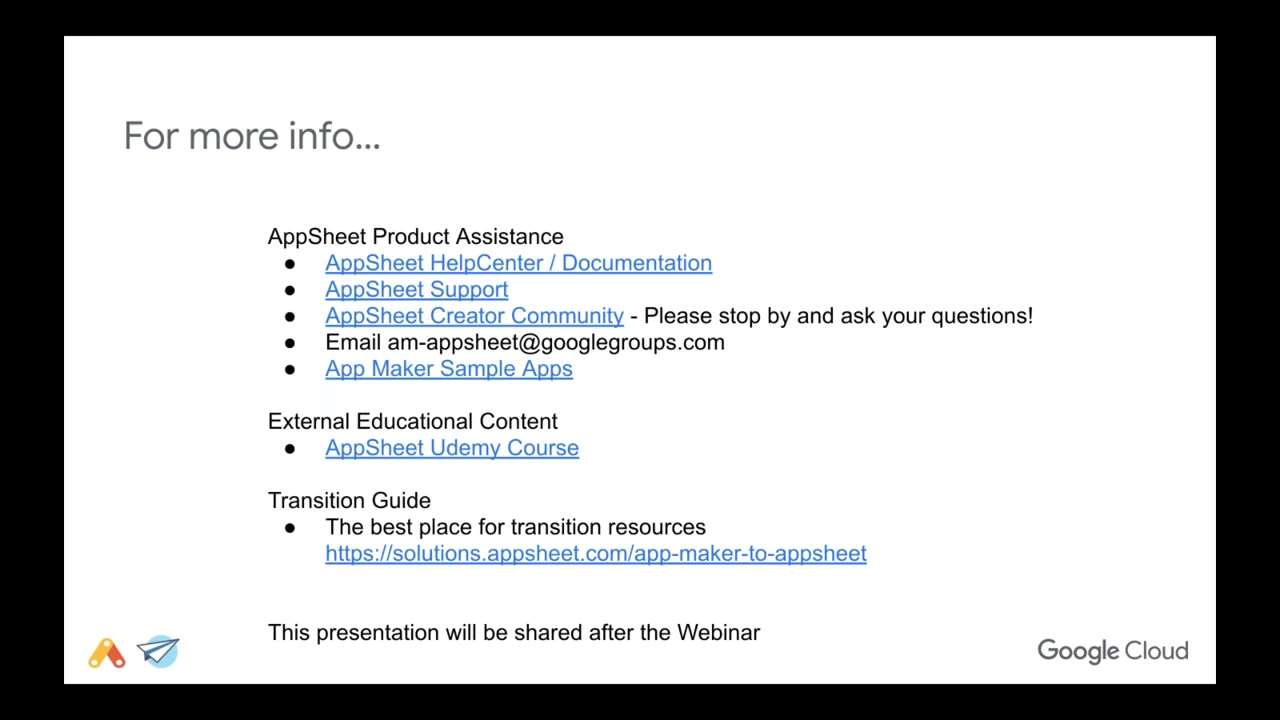 For more info...
AppSheet Product Assistance
● AppSheet HelpCenter / Documentation
● AppSheet Support
● AppSheet Creator Community - Please stop by and ask your questions!
● Email am-appsheet@googlegroups.com
● App Maker Sample Apps
External Educational Content
● AppSheet Udemy Course
Transition Guide
● The best place for transition resources
https://solutions.appsheet.com/app-maker-to-appsheet
This presentation will be shared after the Webinar
Google Cloud